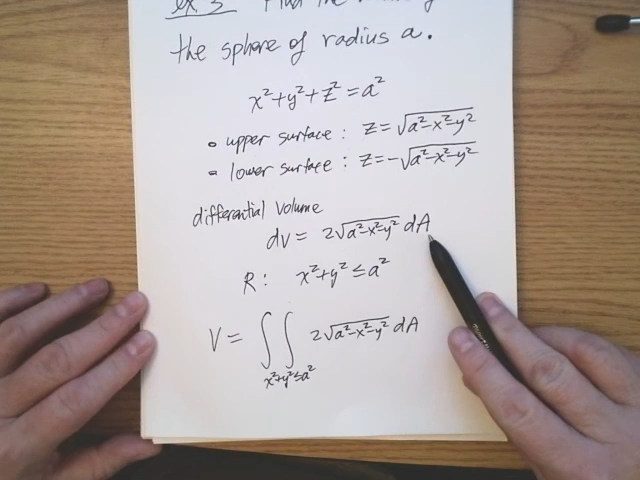 ex 3 Find the
the sphere of radius a.
x²+y²+z²=a²
• upper surface: z=√(a²-x²-y²)
• lower surface: z=-√(a²-x²-y²)
differential volume
dV= 2√(a²-x²-y²) dA
R: x²+y²≤a²
V= ∫∫ 2√(a²-x²-y²) dA
x²+y²≤a²